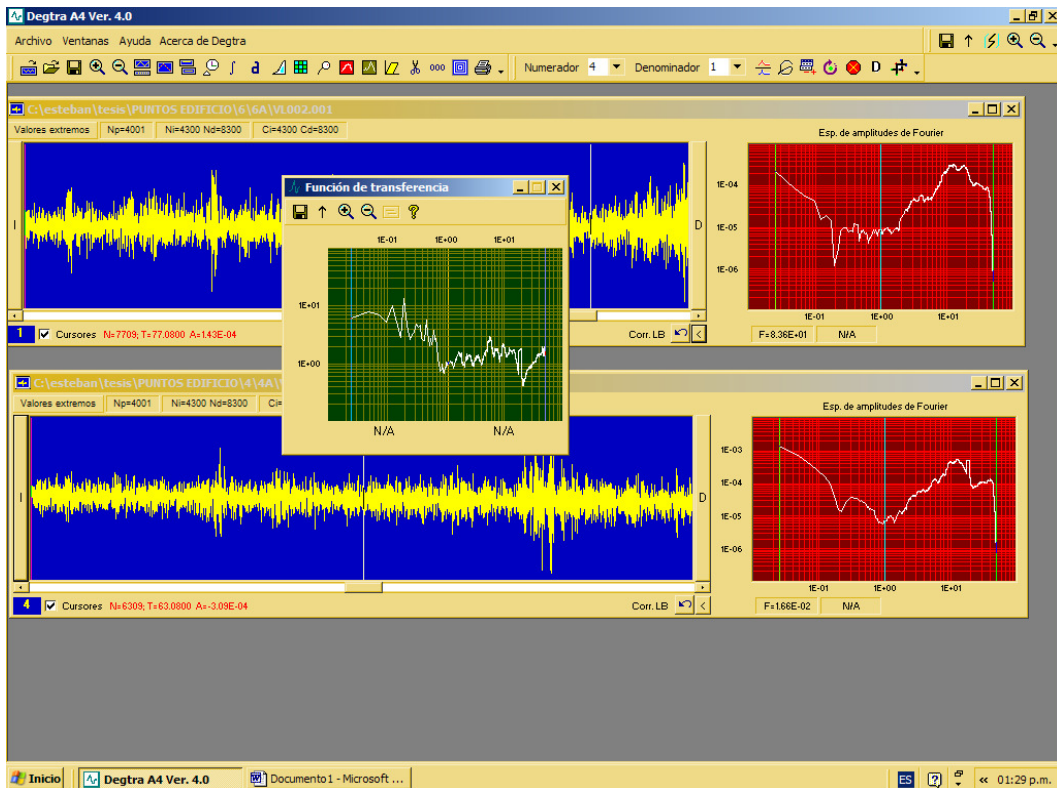 Degtra A4 Ver. 4.0
Archivo Ventanas Ayuda Acerca de Degtra
Numerador 4 Denominador 1 D
C:\esteban\tesis\PUNTOS EDIFICIO\6\6A\VL002.001
Valores extremos Np=4001 Ni=4300 Nd=8300 Ci=4300 Cd=8300
Esp. de amplitudes de Fourier
I
D
1E-04
1E-05
1E-06
1E-01 1E+00 1E+01
1 Cursores N=7709; T=77.0800 A=1.43E-04
Corr. LB <
F=8.36E+01 N/A
Función de transferencia
1E-01 1E+00 1E+01
1E+01
1E+00
N/A N/A
C:\esteban\tesis\PUNTOS EDIFICIO\4\4A\
Valores extremos Np=4001 Ni=4300 Nd=8300
Esp. de amplitudes de Fourier
I
D
1E-03
1E-04
1E-05
1E-06
1E-01 1E+00 1E+01
4 Cursores N=6309; T=63.0800 A=-3.09E-04
Corr. LB <
F=1.66E-02 N/A
Inicio Degtra A4 Ver. 4.0 Documento1 - Microsoft ... ES « 01:29 p.m.